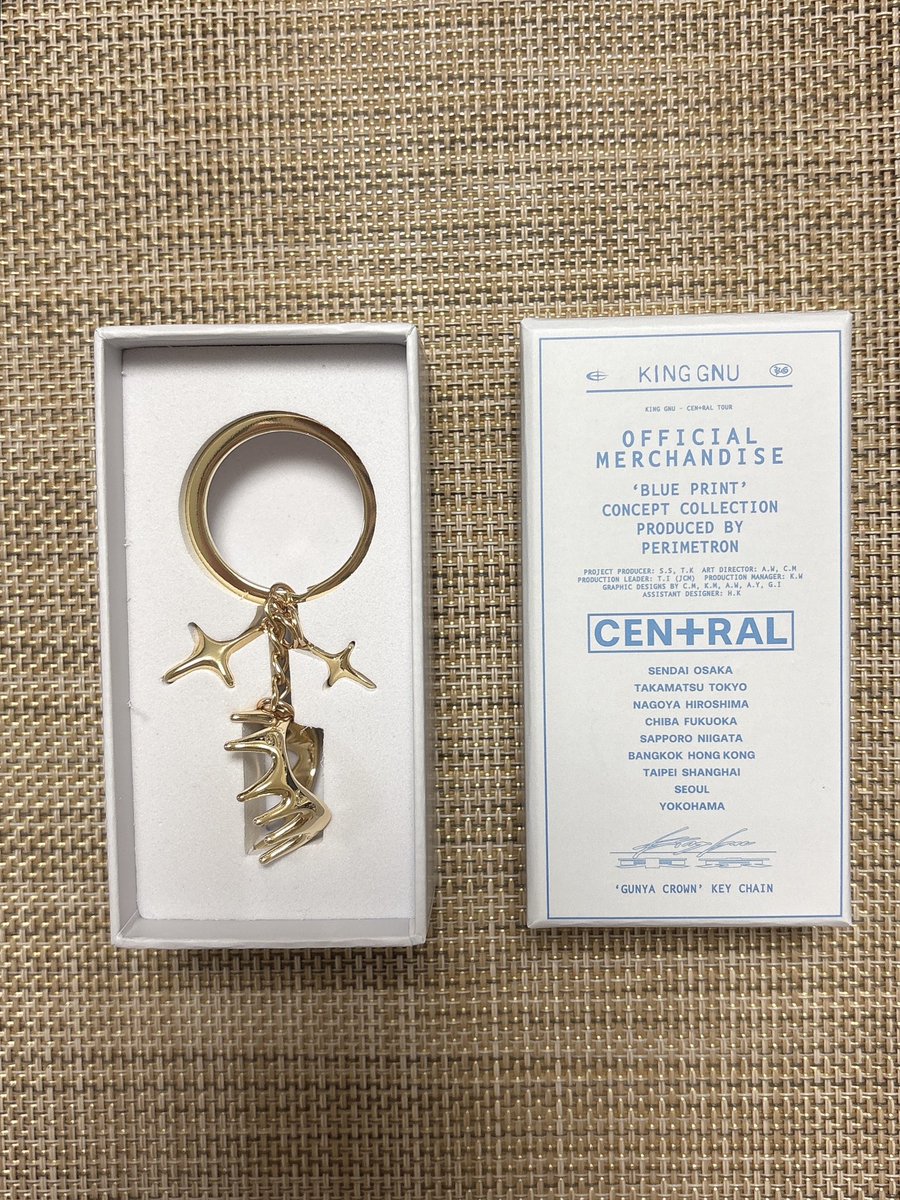 KING GNU
KING GNU - CEN+RAL TOUR
OFFICIAL
MERCHANDISE
‘BLUE PRINT’
CONCEPT COLLECTION
PRODUCED BY
PERIMETRON
PROJECT PRODUCER: S.S, T.K ART DIRECTOR: A.W, C.M
PRODUCTION LEADER: T.I (JCM) PRODUCTION MANAGER: K.W
GRAPHIC DESIGNS BY C.M, K.M, A.W, A.Y, G.I
ASSISTANT DESIGNER: H.K
CEN+RAL
SENDAI OSAKA
TAKAMATSU TOKYO
NAGOYA HIROSHIMA
CHIBA FUKUOKA
SAPPORO NIIGATA
BANGKOK HONG KONG
TAIPEI SHANGHAI
SEOUL
YOKOHAMA
‘GUNYA CROWN’ KEY CHAIN